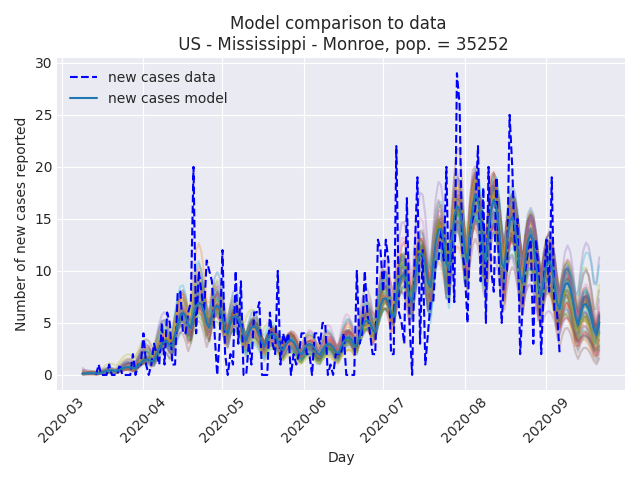 Model comparison to data
US - Mississippi - Monroe, pop. = 35252
30
25
20
15
10
5
0
Number of new cases reported
new cases data
new cases model
2020-03
2020-04
2020-05
2020-06
2020-07
2020-08
2020-09
Day